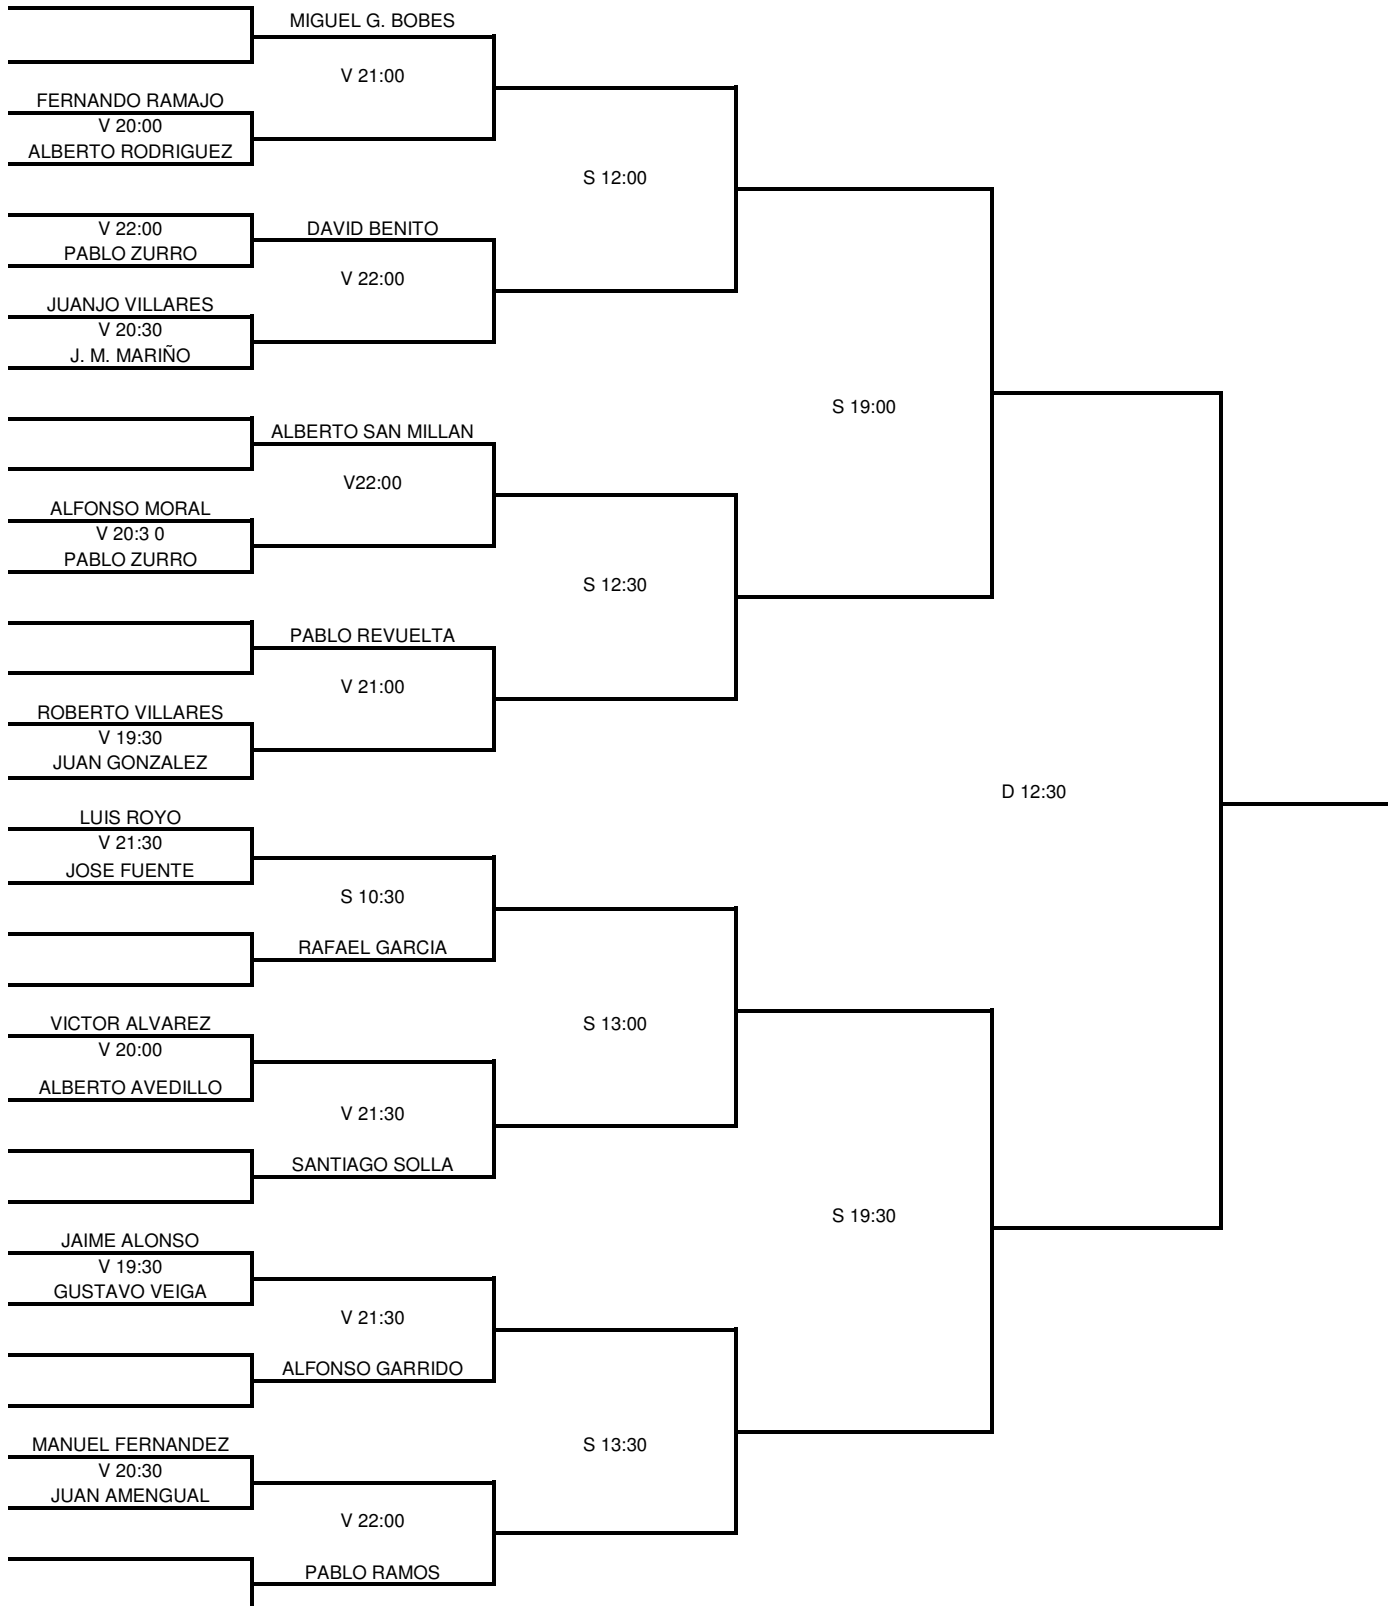 MIGUEL G. BOBES
V 21:00
FERNANDO RAMAJO
V 20:00
ALBERTO RODRIGUEZ
S 12:00
V 22:00
DAVID BENITO
PABLO ZURRO
V 22:00
JUANJO VILLARES
V 20:30
J. M. MARIÑO
S 19:00
ALBERTO SAN MILLAN
V22:00
ALFONSO MORAL
V 20:3 0
PABLO ZURRO
S 12:30
PABLO REVUELTA
V 21:00
ROBERTO VILLARES
V 19:30
JUAN GONZALEZ
D 12:30
LUIS ROYO
V 21:30
JOSE FUENTE
S 10:30
RAFAEL GARCIA
VICTOR ALVAREZ
S 13:00
V 20:00
ALBERTO AVEDILLO
V 21:30
SANTIAGO SOLLA
S 19:30
JAIME ALONSO
V 19:30
GUSTAVO VEIGA
V 21:30
ALFONSO GARRIDO
MANUEL FERNANDEZ
S 13:30
V 20:30
JUAN AMENGUAL
V 22:00
PABLO RAMOS